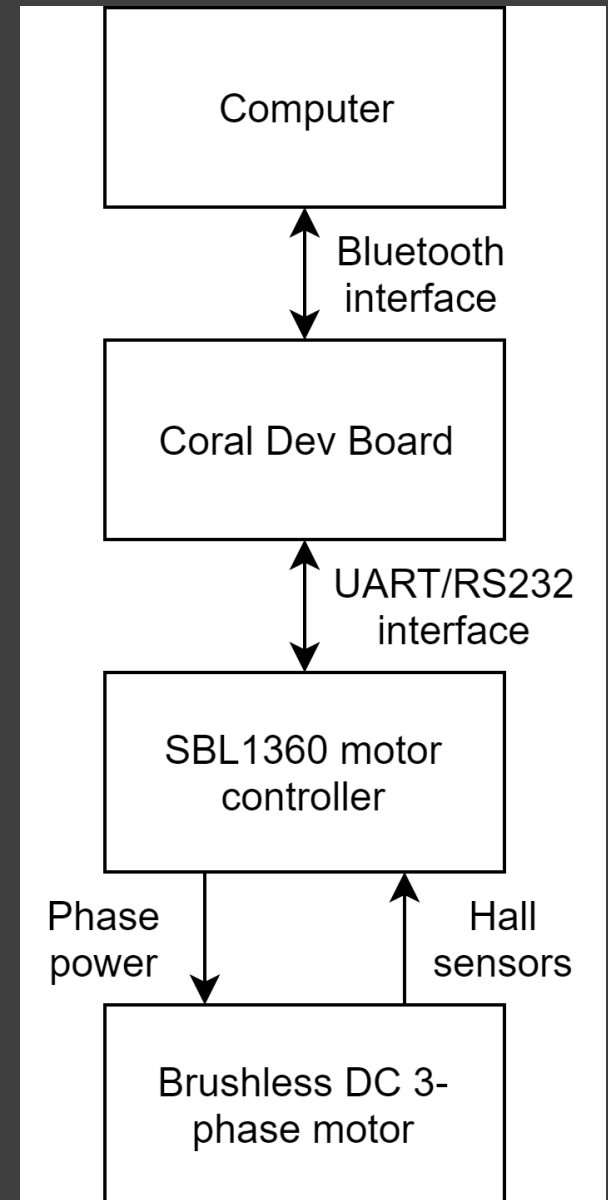 Computer
Bluetooth
interface
Coral Dev Board
UART/RS232
interface
SBL1360 motor
controller
Phase
power
Hall
sensors
Brushless DC 3-
phase motor